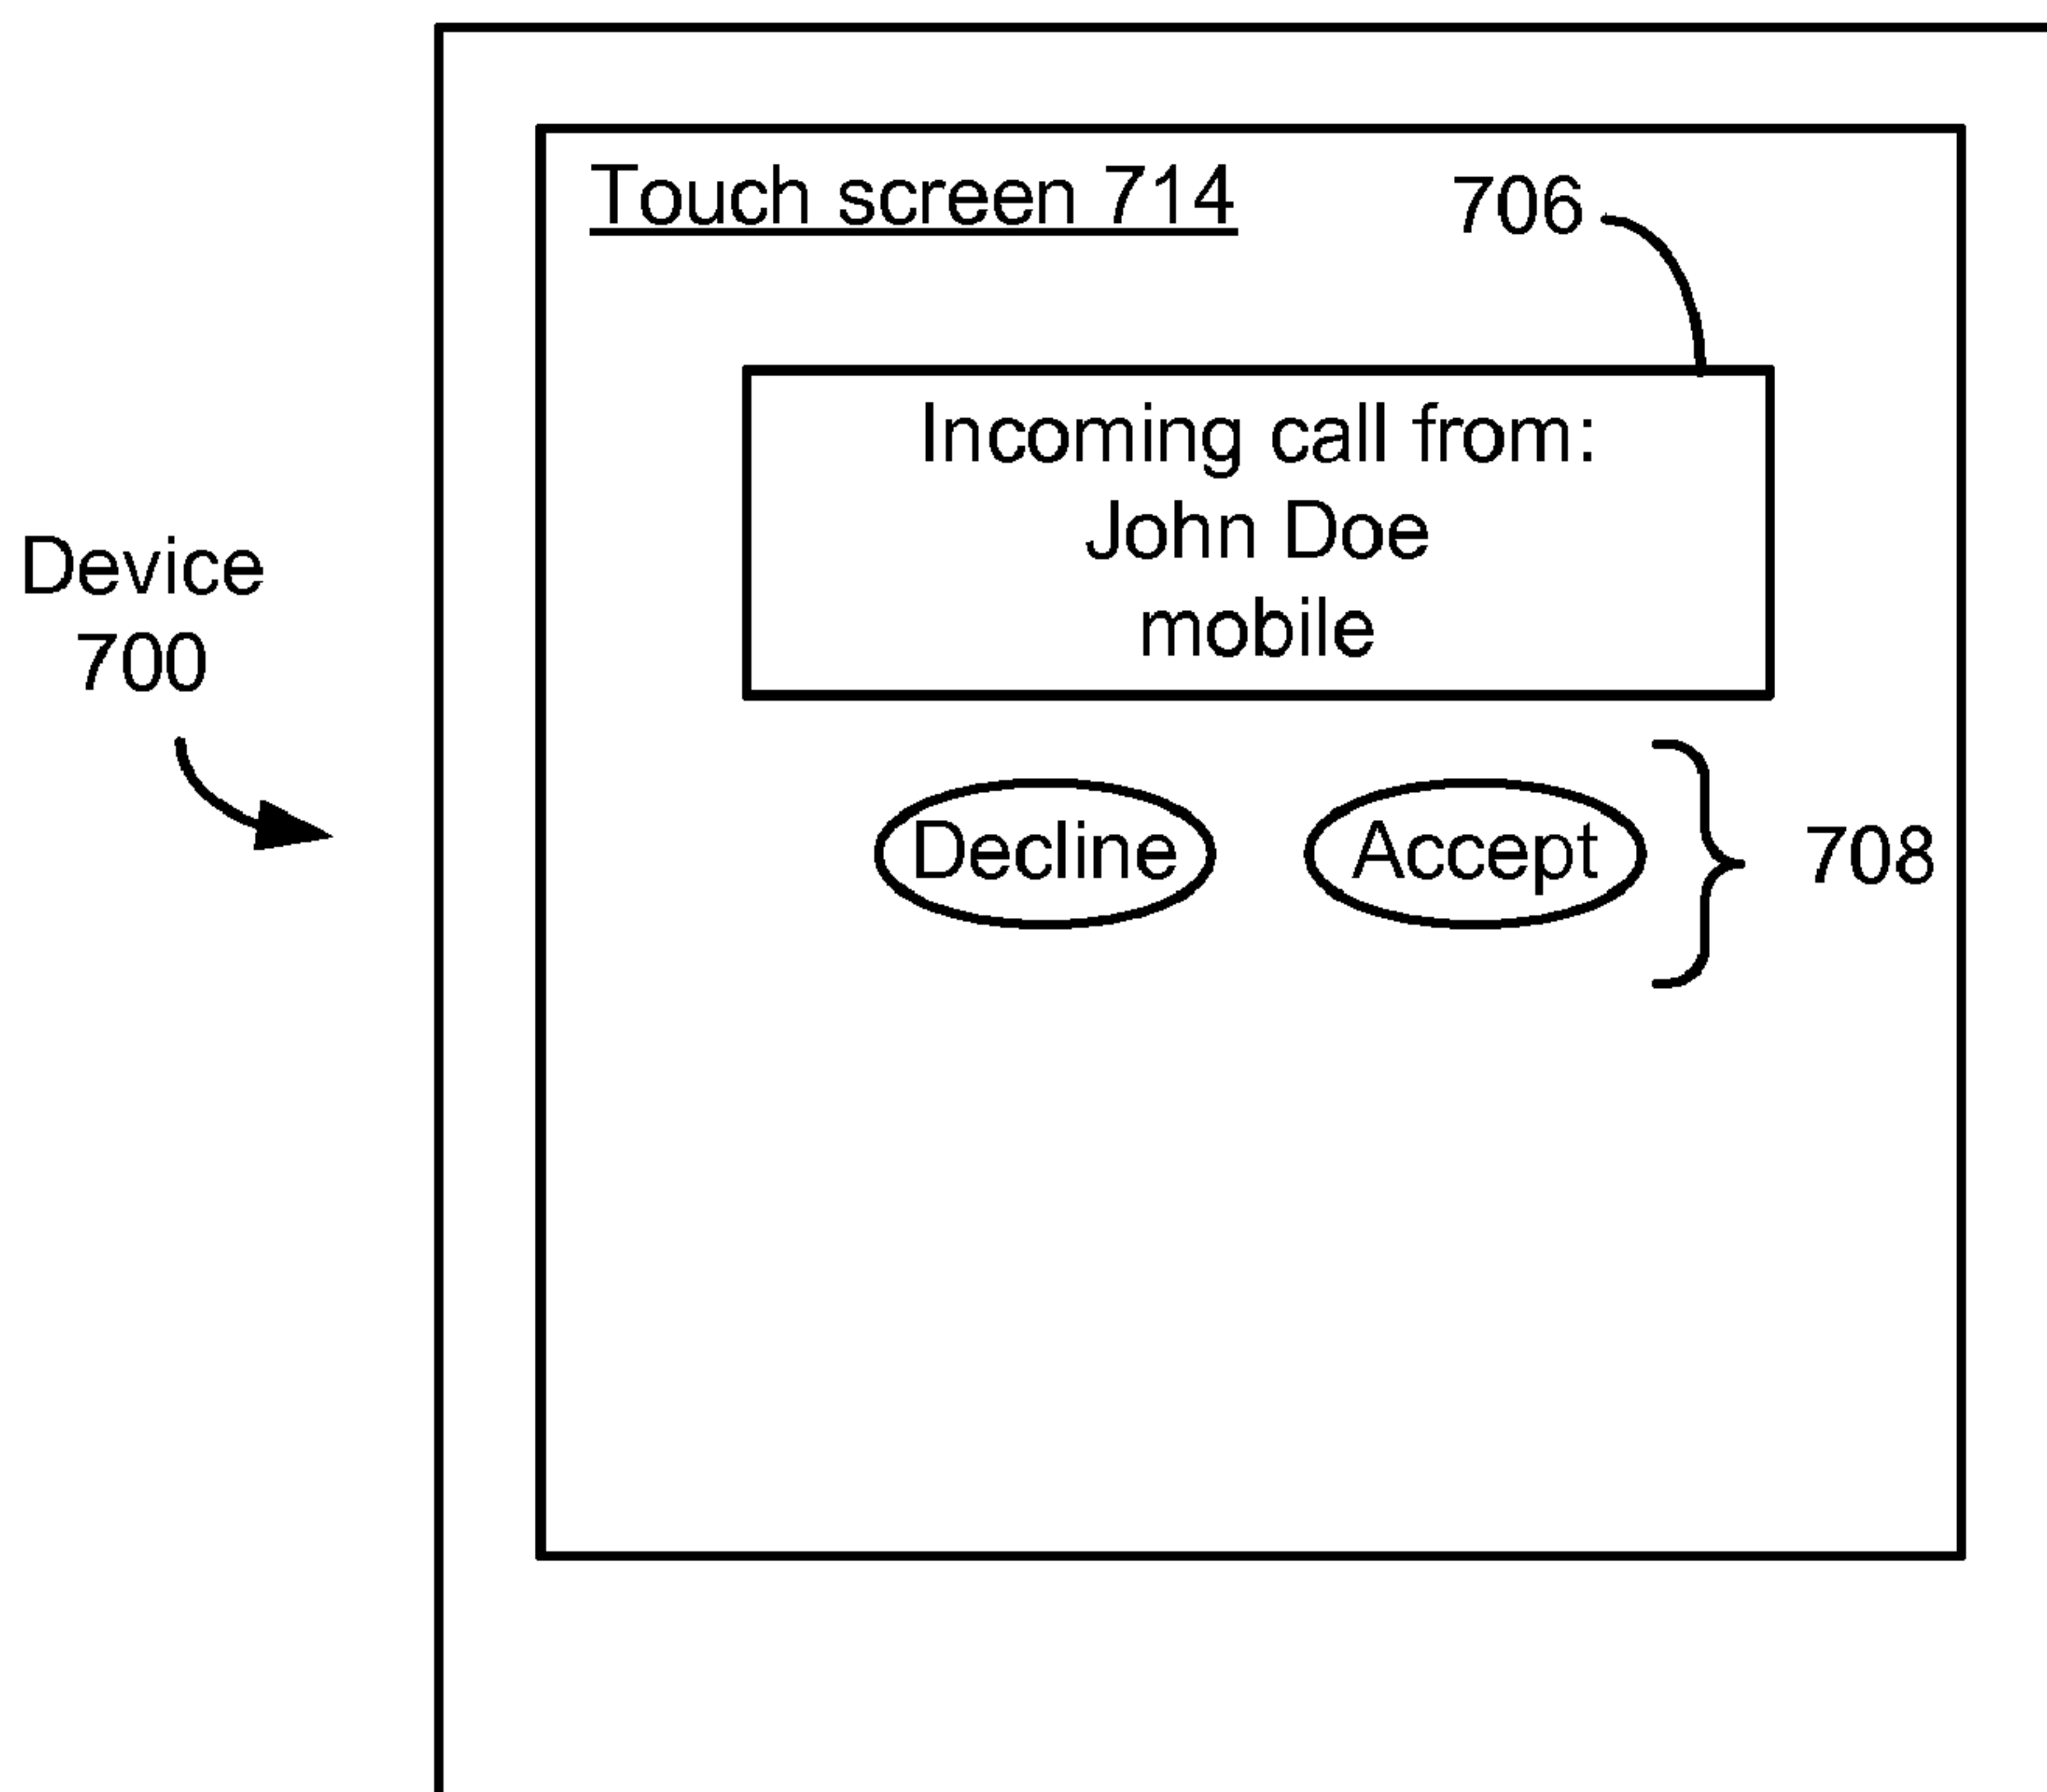 Touch screen 714
706
Incoming call from:
John Doe
mobile
Device
700
Decline
Accept
708